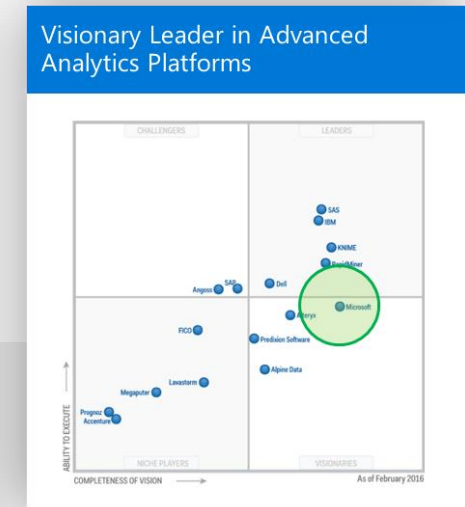 Visionary Leader in Advanced
Analytics Platforms
CHALLENGERS
LEADERS
SAS
IBM
KNIME
RapidMiner
SAP
Dell
Angoss
Microsoft
Alteryx
FICO
Predixion Software
Alpine Data
Lavastorm
Megaputer
Prognoz
Accenture
ABILITY TO EXECUTE
NICHE PLAYERS
VISIONARIES
COMPLETENESS OF VISION
As of February 2016